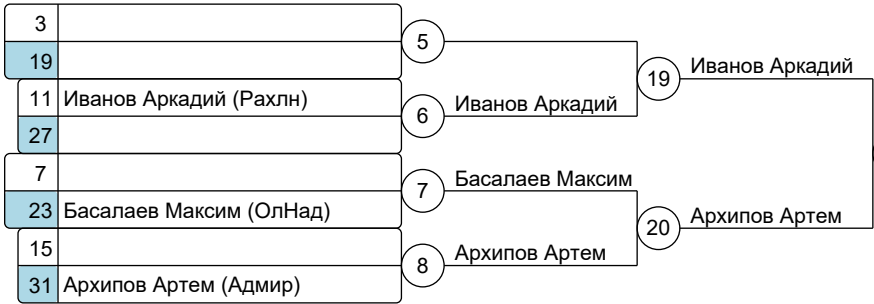 3
19
5
11 Иванов Аркадий (Рахлн)
27
6
Иванов Аркадий
19
Иванов Аркадий
7
23 Басалаев Максим (ОлНад)
7
Басалаев Максим
15
31 Архипов Артем (Адмир)
8
Архипов Артем
20
Архипов Артем